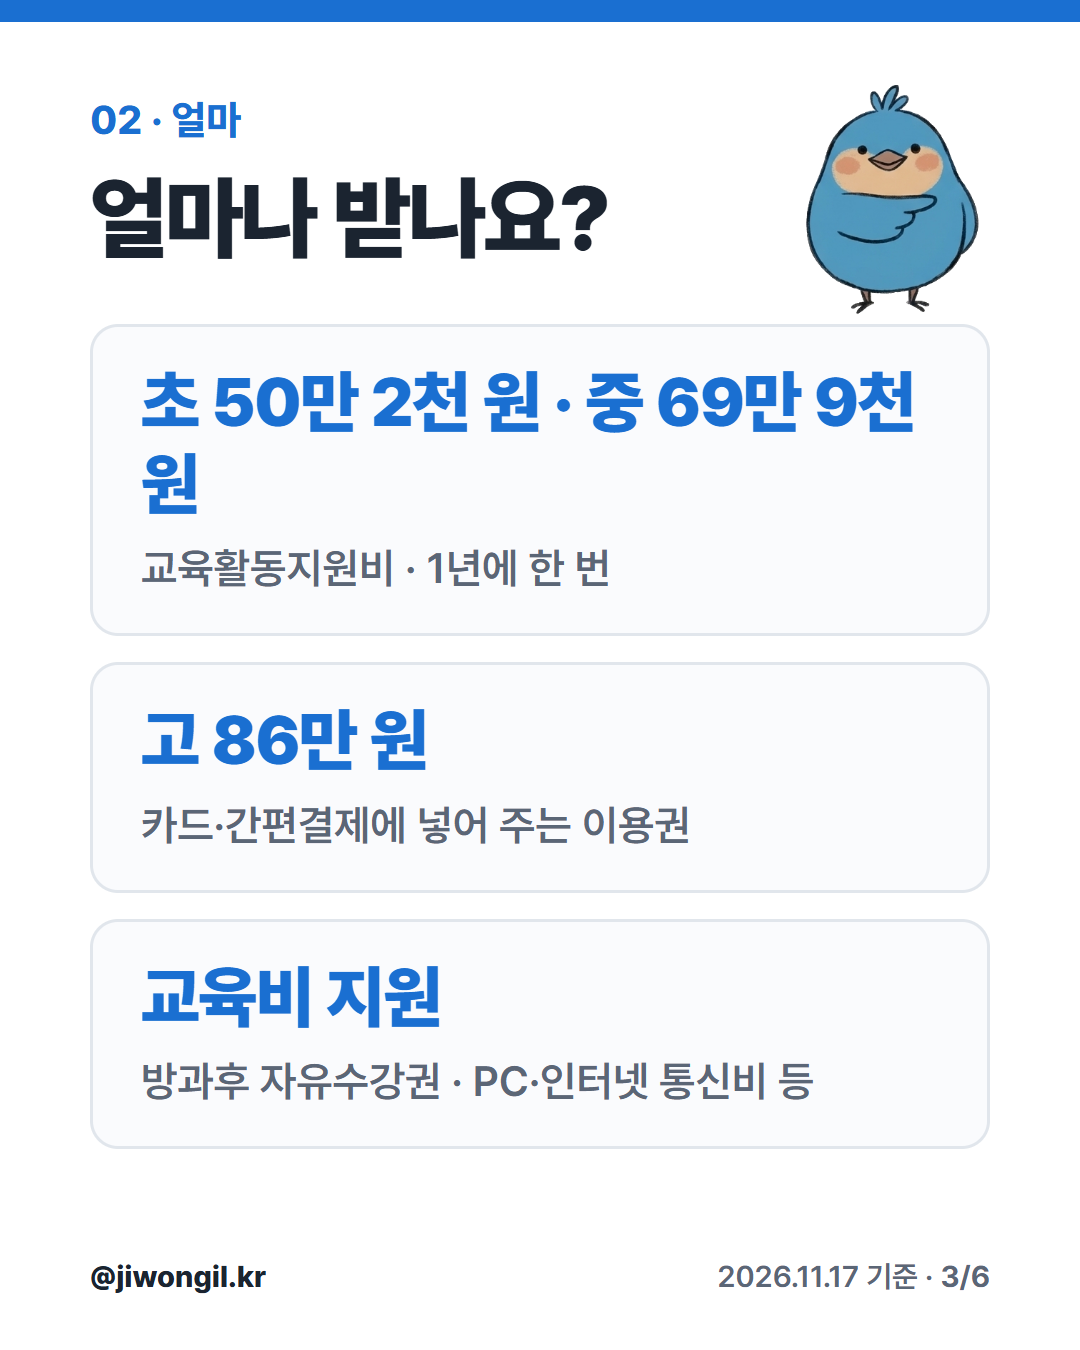 02 · 얼마
얼마나 받나요?
초 50만 2천 원 · 중 69만 9천
원
교육활동지원비 · 1년에 한 번
고 86만 원
카드·간편결제에 넣어 주는 이용권
교육비 지원
방과후 자유수강권 · PC·인터넷 통신비 등
@jiwongil.kr
2026.11.17 기준 · 3/6